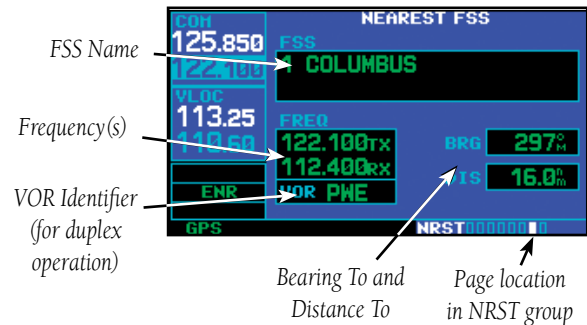 NEAREST FSS
COM
125.850
122.100
VLOC
113.25
110.60
ENR
GPS
FSS
1 COLUMBUS
FREQ
122.100TX
112.400RX
VOR PWE
BRG 297°M
DIS 16.0nm
NRST
FSS Name
Frequency(s)
VOR Identifier
(for duplex
operation)
Bearing To and
Distance To
Page location
in NRST group